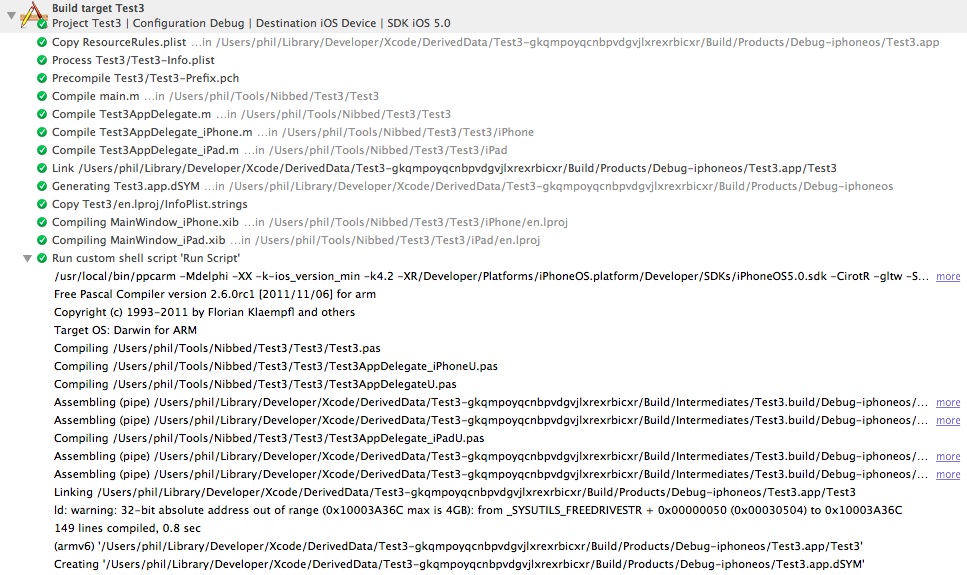 Build target Test3
Project Test3 | Configuration Debug | Destination iOS Device | SDK iOS 5.0
Copy ResourceRules.plist ...in /Users/phil/Library/Developer/Xcode/DerivedData/Test3-gkqmpoyqcnbpvdgvjlxrexrbicxr/Build/Products/Debug-iphoneos/Test3.app
Process Test3/Test3-Info.plist
Precompile Test3/Test3-Prefix.pch
Compile main.m ...in /Users/phil/Tools/Nibbed/Test3/Test3
Compile Test3AppDelegate.m ...in /Users/phil/Tools/Nibbed/Test3/Test3
Compile Test3AppDelegate_iPhone.m ...in /Users/phil/Tools/Nibbed/Test3/Test3/iPhone
Compile Test3AppDelegate_iPad.m ...in /Users/phil/Tools/Nibbed/Test3/Test3/iPad
Link /Users/phil/Library/Developer/Xcode/DerivedData/Test3-gkqmpoyqcnbpvdgvjlxrexrbicxr/Build/Products/Debug-iphoneos/Test3.app/Test3
Generating Test3.app.dSYM ...in /Users/phil/Library/Developer/Xcode/DerivedData/Test3-gkqmpoyqcnbpvdgvjlxrexrbicxr/Build/Products/Debug-iphoneos
Copy Test3/en.lproj/InfoPlist.strings
Compiling MainWindow_iPhone.xib ...in /Users/phil/Tools/Nibbed/Test3/Test3/iPhone/en.lproj
Compiling MainWindow_iPad.xib ...in /Users/phil/Tools/Nibbed/Test3/Test3/iPad/en.lproj
Run custom shell script 'Run Script'
/usr/local/bin/ppcarm -Mdelphi -XX -k-ios_version_min -k4.2 -XR/Developer/Platforms/iPhoneOS.platform/Developer/SDKs/iPhoneOS5.0.sdk -CirotR -gltw -S... more
Free Pascal Compiler version 2.6.0rc1 [2011/11/06] for arm
Copyright (c) 1993-2011 by Florian Klaempfl and others
Target OS: Darwin for ARM
Compiling /Users/phil/Tools/Nibbed/Test3/Test3/Test3.pas
Compiling /Users/phil/Tools/Nibbed/Test3/Test3/Test3AppDelegate_iPhoneU.pas
Compiling /Users/phil/Tools/Nibbed/Test3/Test3/Test3AppDelegateU.pas
Assembling (pipe) /Users/phil/Library/Developer/Xcode/DerivedData/Test3-gkqmpoyqcnbpvdgvjlxrexrbicxr/Build/Intermediates/Test3.build/Debug-iphoneos/... more
Assembling (pipe) /Users/phil/Library/Developer/Xcode/DerivedData/Test3-gkqmpoyqcnbpvdgvjlxrexrbicxr/Build/Intermediates/Test3.build/Debug-iphoneos/... more
Compiling /Users/phil/Tools/Nibbed/Test3/Test3/Test3AppDelegate_iPadU.pas
Assembling (pipe) /Users/phil/Library/Developer/Xcode/DerivedData/Test3-gkqmpoyqcnbpvdgvjlxrexrbicxr/Build/Intermediates/Test3.build/Debug-iphoneos/... more
Assembling (pipe) /Users/phil/Library/Developer/Xcode/DerivedData/Test3-gkqmpoyqcnbpvdgvjlxrexrbicxr/Build/Intermediates/Test3.build/Debug-iphoneos/... more
Linking /Users/phil/Library/Developer/Xcode/DerivedData/Test3-gkqmpoyqcnbpvdgvjlxrexrbicxr/Build/Products/Debug-iphoneos/Test3.app/Test3
ld: warning: 32-bit absolute address out of range (0x10003A36C max is 4GB): from _SYSUTILS_FREEDRIVESTR + 0x00000050 (0x00030504) to 0x10003A36C
149 lines compiled, 0.8 sec
(armv6) '/Users/phil/Library/Developer/Xcode/DerivedData/Test3-gkqmpoyqcnbpvdgvjlxrexrbicxr/Build/Products/Debug-iphoneos/Test3.app/Test3'
Creating '/Users/phil/Library/Developer/Xcode/DerivedData/Test3-gkqmpoyqcnbpvdgvjlxrexrbicxr/Build/Products/Debug-iphoneos/Test3.app.dSYM'